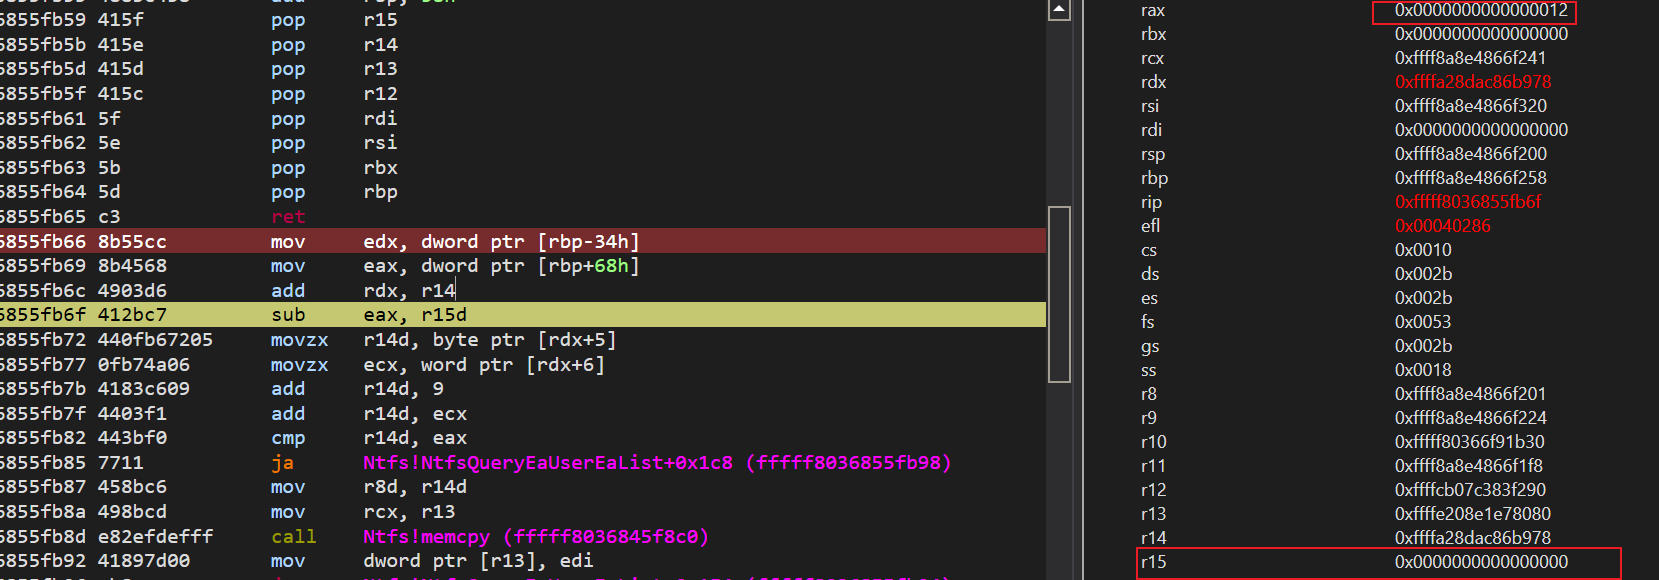 5855fb59 415f pop r15
5855fb5b 415e pop r14
5855fb5d 415d pop r13
5855fb5f 415c pop r12
5855fb61 5f pop rdi
5855fb62 5e pop rsi
5855fb63 5b pop rbx
5855fb64 5d pop rbp
5855fb65 c3 ret
5855fb66 8b55cc mov edx, dword ptr [rbp-34h]
5855fb69 8b4568 mov eax, dword ptr [rbp+68h]
5855fb6c 4903d6 add rdx, r14
5855fb6f 412bc7 sub eax, r15d
5855fb72 440fb67205 movzx r14d, byte ptr [rdx+5]
5855fb77 0fb74a06 movzx ecx, word ptr [rdx+6]
5855fb7b 4183c609 add r14d, 9
5855fb7f 4403f1 add r14d, ecx
5855fb82 443bf0 cmp r14d, eax
5855fb85 7711 ja Ntfs!NtfsQueryEaUserEaList+0x1c8 (fffff8036855fb98)
5855fb87 458bc6 mov r8d, r14d
5855fb8a 498bcd mov rcx, r13
5855fb8d e82efdefff call Ntfs!memcpy (fffff8036845f8c0)
5855fb92 41897d00 mov dword ptr [r13], edi
rax 0x0000000000000012
rbx 0x0000000000000000
rcx 0xffff8a8e4866f241
rdx 0xffffa28dac86b978
rsi 0xffff8a8e4866f320
rdi 0x0000000000000000
rsp 0xffff8a8e4866f200
rbp 0xffff8a8e4866f258
rip 0xfffff8036855fb6f
efl 0x00040286
cs 0x0010
ds 0x002b
es 0x002b
fs 0x0053
gs 0x002b
ss 0x0018
r8 0xffff8a8e4866f201
r9 0xffff8a8e4866f224
r10 0xfffff80366f91b30
r11 0xffff8a8e4866f1f8
r12 0xffffcb07c383f290
r13 0xffffe208e1e78080
r14 0xffffa28dac86b978
r15 0x0000000000000000